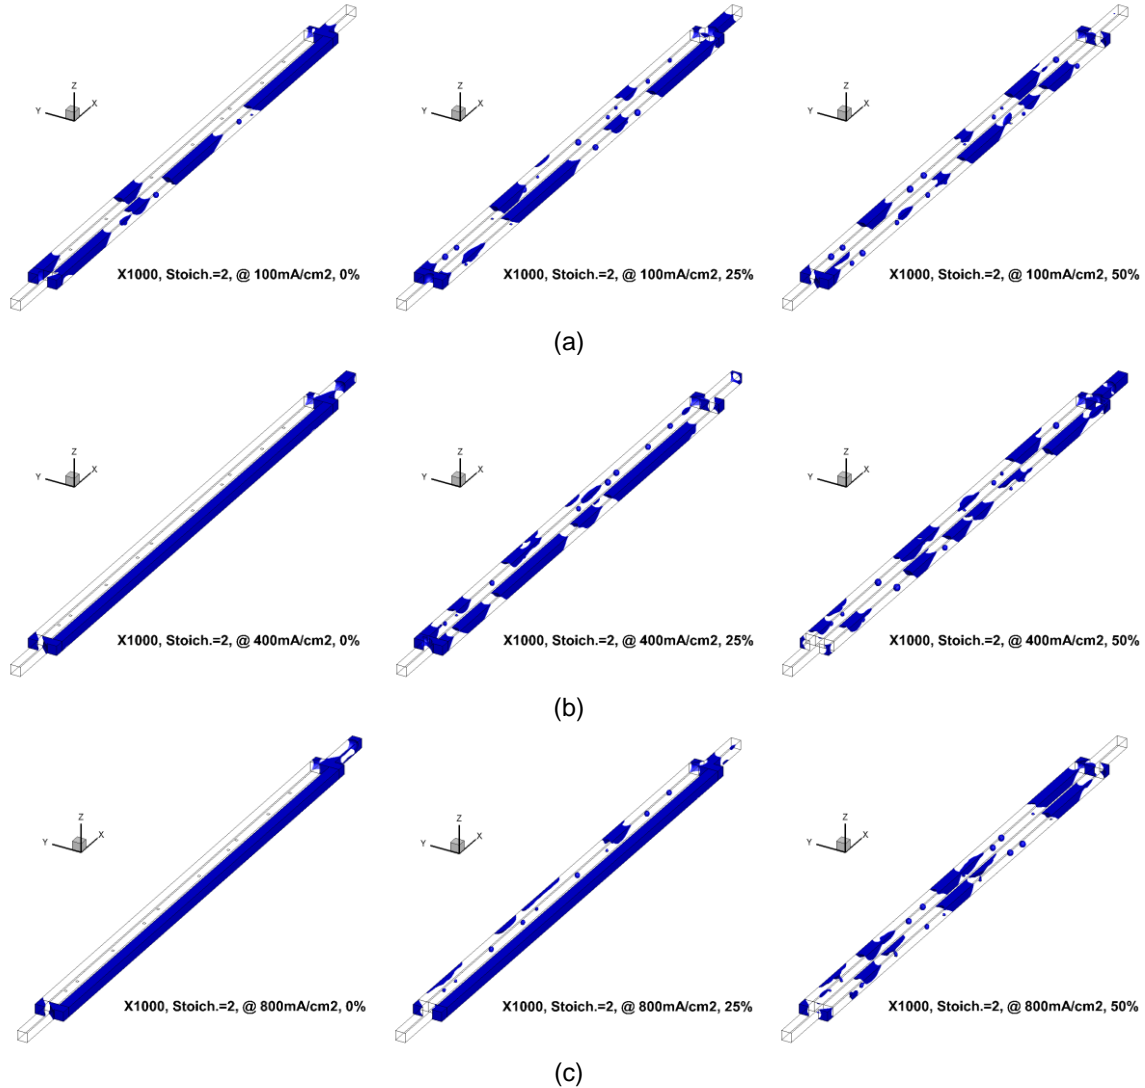 Z
X
Y
X1000, Stoich.=2, @ 100mA/cm2, 0%
Z
X
Y
X1000, Stoich.=2, @ 100mA/cm2, 25%
Z
X
Y
X1000, Stoich.=2, @ 100mA/cm2, 50%
(a)
Z
X
Y
X1000, Stoich.=2, @ 400mA/cm2, 0%
Z
X
Y
X1000, Stoich.=2, @ 400mA/cm2, 25%
Z
X
Y
X1000, Stoich.=2, @ 400mA/cm2, 50%
(b)
Z
X
Y
X1000, Stoich.=2, @ 800mA/cm2, 0%
Z
X
Y
X1000, Stoich.=2, @ 800mA/cm2, 25%
Z
X
Y
X1000, Stoich.=2, @ 800mA/cm2, 50%
(c)